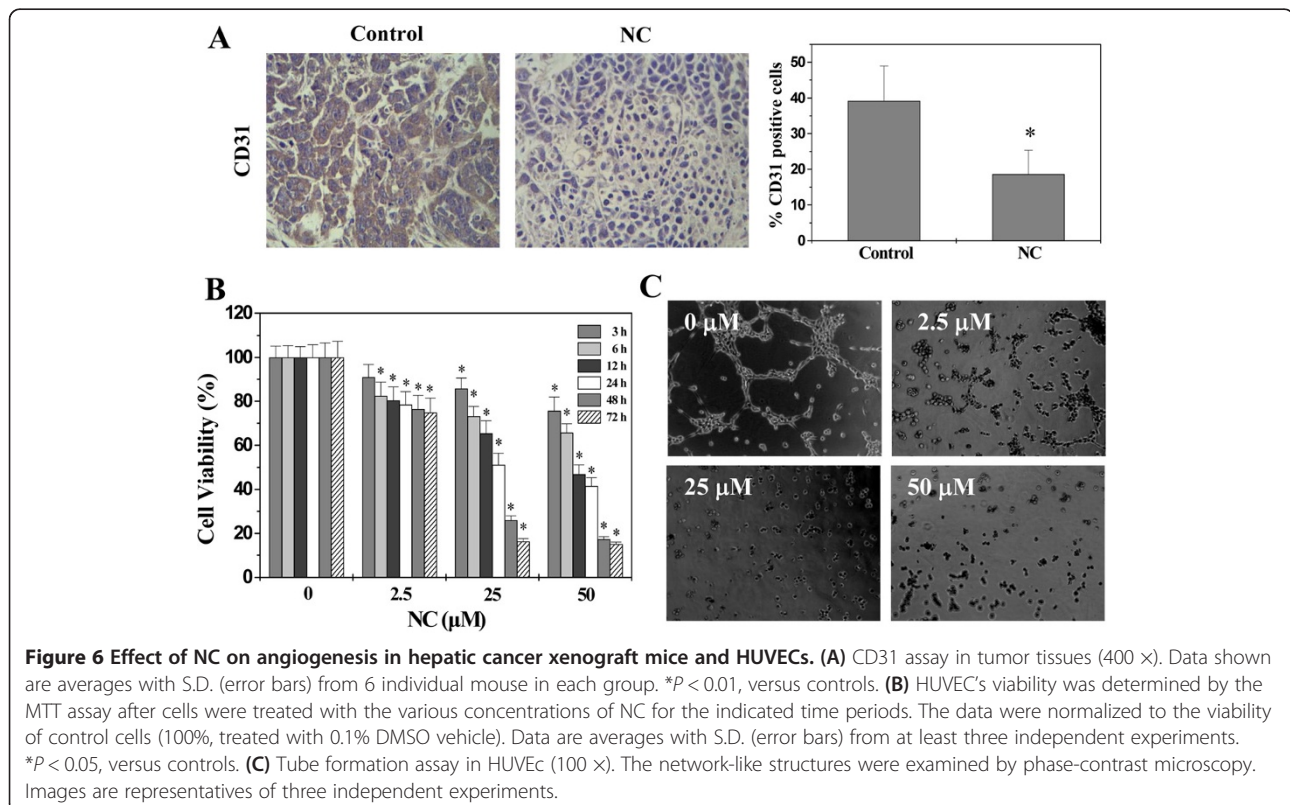 A
Control
NC
CD31
% CD31 positive cells
50
40
30
20
10
0
*
Control
NC
B
Cell Viability (%)
120
100
80
60
40
20
0
3 h
6 h
12 h
24 h
48 h
72 h
* * * * *
* * * * * *
* * * * * *
0
2.5
25
50
NC (μM)
C
0 μM
2.5 μM
25 μM
50 μM
Figure 6 Effect of NC on angiogenesis in hepatic cancer xenograft mice and HUVECs. (A) CD31 assay in tumor tissues (400 ×). Data shown
are averages with S.D. (error bars) from 6 individual mouse in each group. *P < 0.01, versus controls. (B) HUVEC's viability was determined by the
MTT assay after cells were treated with the various concentrations of NC for the indicated time periods. The data were normalized to the viability
of control cells (100%, treated with 0.1% DMSO vehicle). Data are averages with S.D. (error bars) from at least three independent experiments.
*P < 0.05, versus controls. (C) Tube formation assay in HUVEc (100 ×). The network-like structures were examined by phase-contrast microscopy.
Images are representatives of three independent experiments.